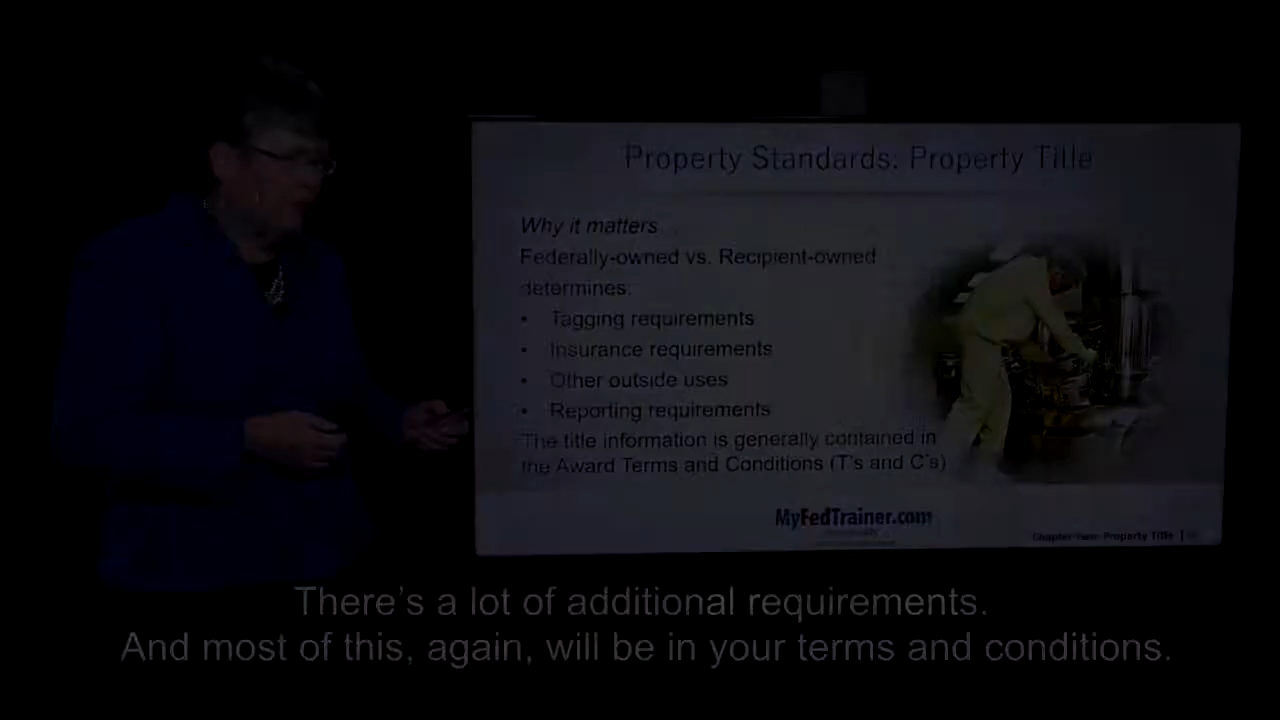 Property Standards: Property Title
Why it matters
Federally-owned vs. Recipient-owned
determines:
• Tagging requirements
• Insurance requirements
• Other outside uses
• Reporting requirements
The title information is generally contained in
the Award Terms and Conditions (T's and C's)
MyFedTrainer.com
Property Title |
There’s a lot of additional requirements.
And most of this, again, will be in your terms and conditions.